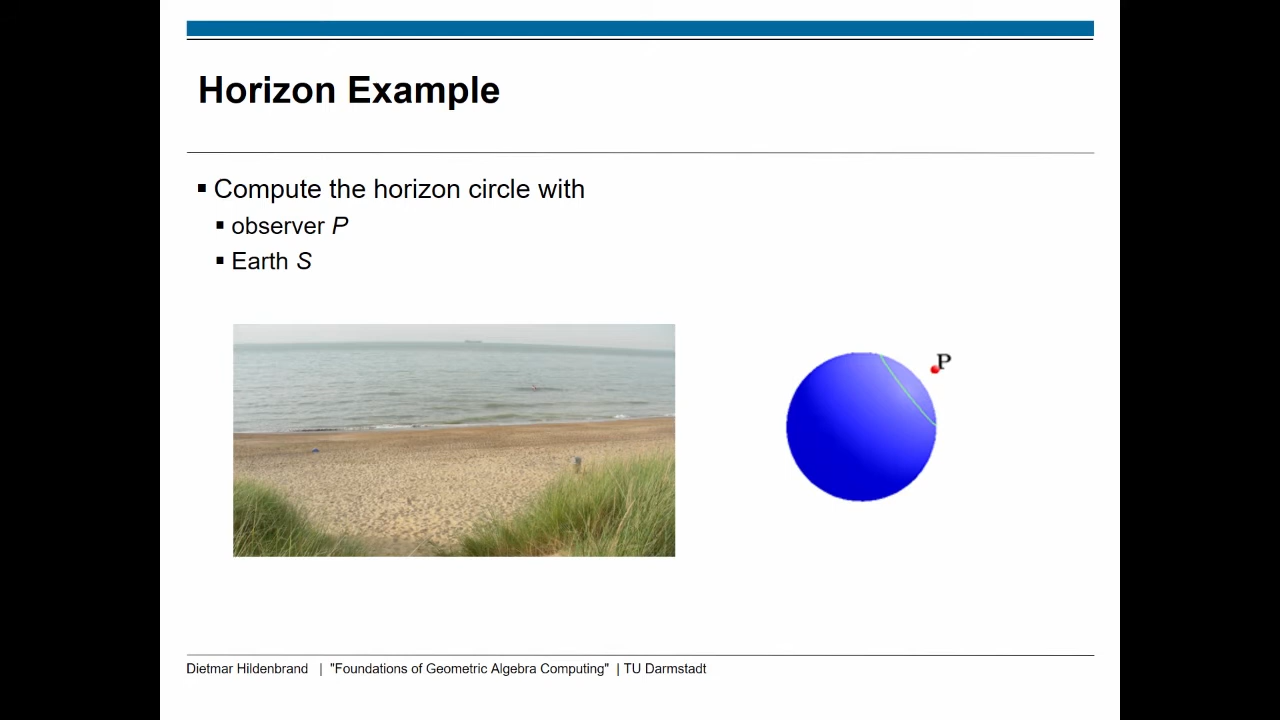 Horizon Example
▪ Compute the horizon circle with
▪ observer P
▪ Earth S
P
Dietmar Hildenbrand | "Foundations of Geometric Algebra Computing" | TU Darmstadt